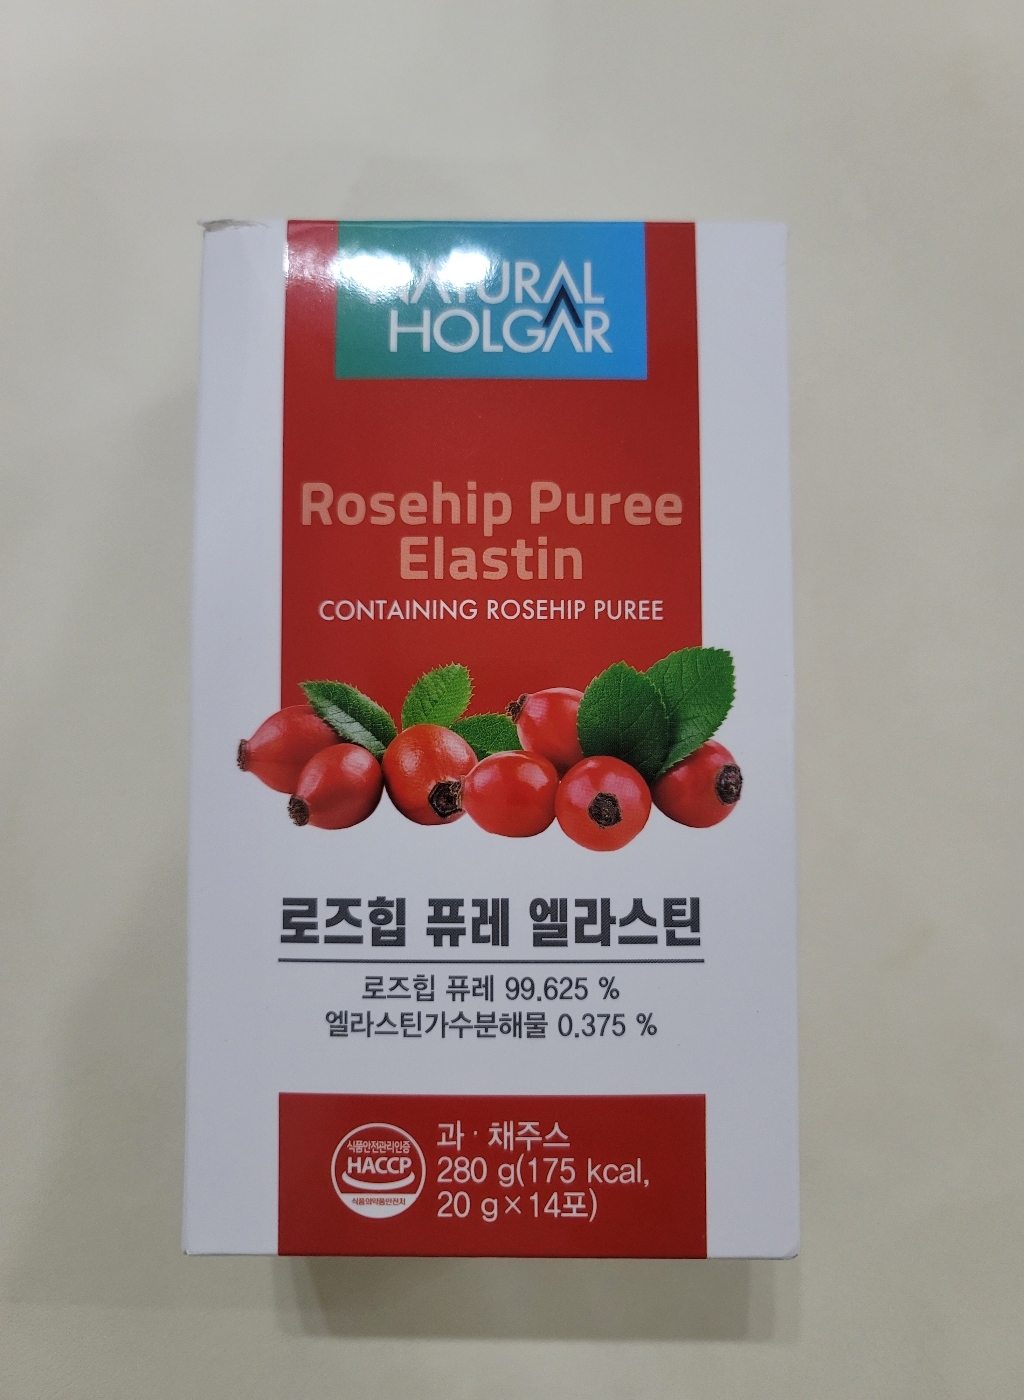 NATURAL
HOLGAR
Rosehip Puree
Elastin
CONTAINING ROSEHIP PUREE
로즈힙 퓨레 엘라스틴
로즈힙 퓨레 99.625 %
엘라스틴가수분해물 0.375 %
식품안전관리인증
HACCP
식품의약품안전처
과 · 채주스
280 g(175 kcal,
20 g×14포)